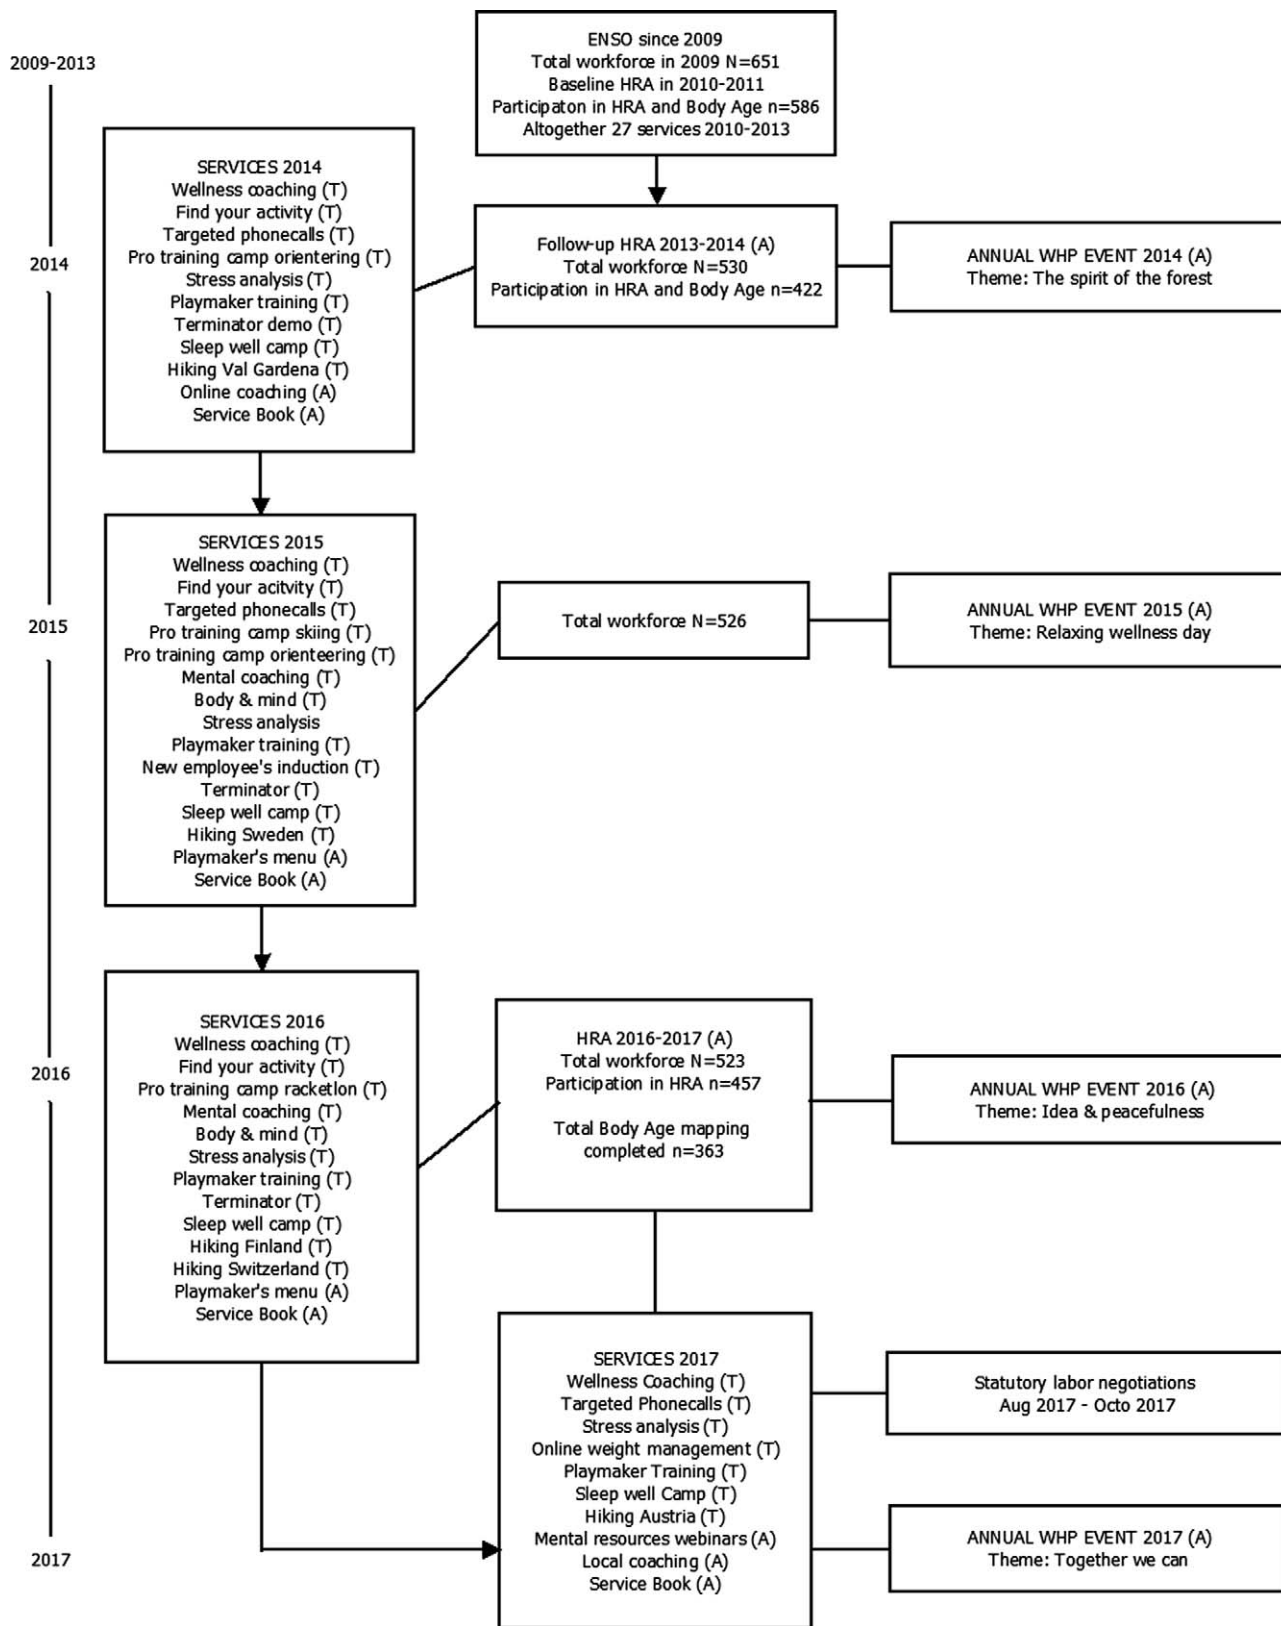 2009-2013
ENSO since 2009
Total workforce in 2009 N=651
Baseline HRA in 2010-2011
Participaton in HRA and Body Age n=586
Altogether 27 services 2010-2013
2014
SERVICES 2014
Wellness coaching (T)
Find your activity (T)
Targeted phonecalls (T)
Pro training camp orientering (T)
Stress analysis (T)
Playmaker training (T)
Terminator demo (T)
Sleep well camp (T)
Hiking Val Gardena (T)
Online coaching (A)
Service Book (A)
Follow-up HRA 2013-2014 (A)
Total workforce N=530
Participation in HRA and Body Age n=422
ANNUAL WHP EVENT 2014 (A)
Theme: The spirit of the forest
2015
SERVICES 2015
Wellness coaching (T)
Find your acitvity (T)
Targeted phonecalls (T)
Pro training camp skiing (T)
Pro training camp orienteering (T)
Mental coaching (T)
Body & mind (T)
Stress analysis
Playmaker training (T)
New employee's induction (T)
Terminator (T)
Sleep well camp (T)
Hiking Sweden (T)
Playmaker's menu (A)
Service Book (A)
Total workforce N=526
ANNUAL WHP EVENT 2015 (A)
Theme: Relaxing wellness day
2016
SERVICES 2016
Wellness coaching (T)
Find your activity (T)
Pro training camp racketlon (T)
Mental coaching (T)
Body & mind (T)
Stress analysis (T)
Playmaker training (T)
Terminator (T)
Sleep well camp (T)
Hiking Finland (T)
Hiking Switzerland (T)
Playmaker's menu (A)
Service Book (A)
HRA 2016-2017 (A)
Total workforce N=523
Participation in HRA n=457
Total Body Age mapping
completed n=363
ANNUAL WHP EVENT 2016 (A)
Theme: Idea & peacefulness
2017
SERVICES 2017
Wellness Coaching (T)
Targeted Phonecalls (T)
Stress analysis (T)
Online weight management (T)
Playmaker Training (T)
Sleep well Camp (T)
Hiking Austria (T)
Mental resources webinars (A)
Local coaching (A)
Service Book (A)
Statutory labor negotiations
Aug 2017 - Octo 2017
ANNUAL WHP EVENT 2017 (A)
Theme: Together we can